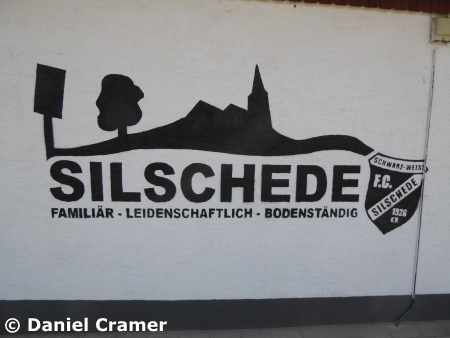 SILSCHEDE
FAMILIÄR - LEIDENSCHAFTLICH - BODENSTÄNDIG
SCHWARZ-WEISS
F.C.
SILSCHEDE
1926
e.V.
© Daniel Cramer